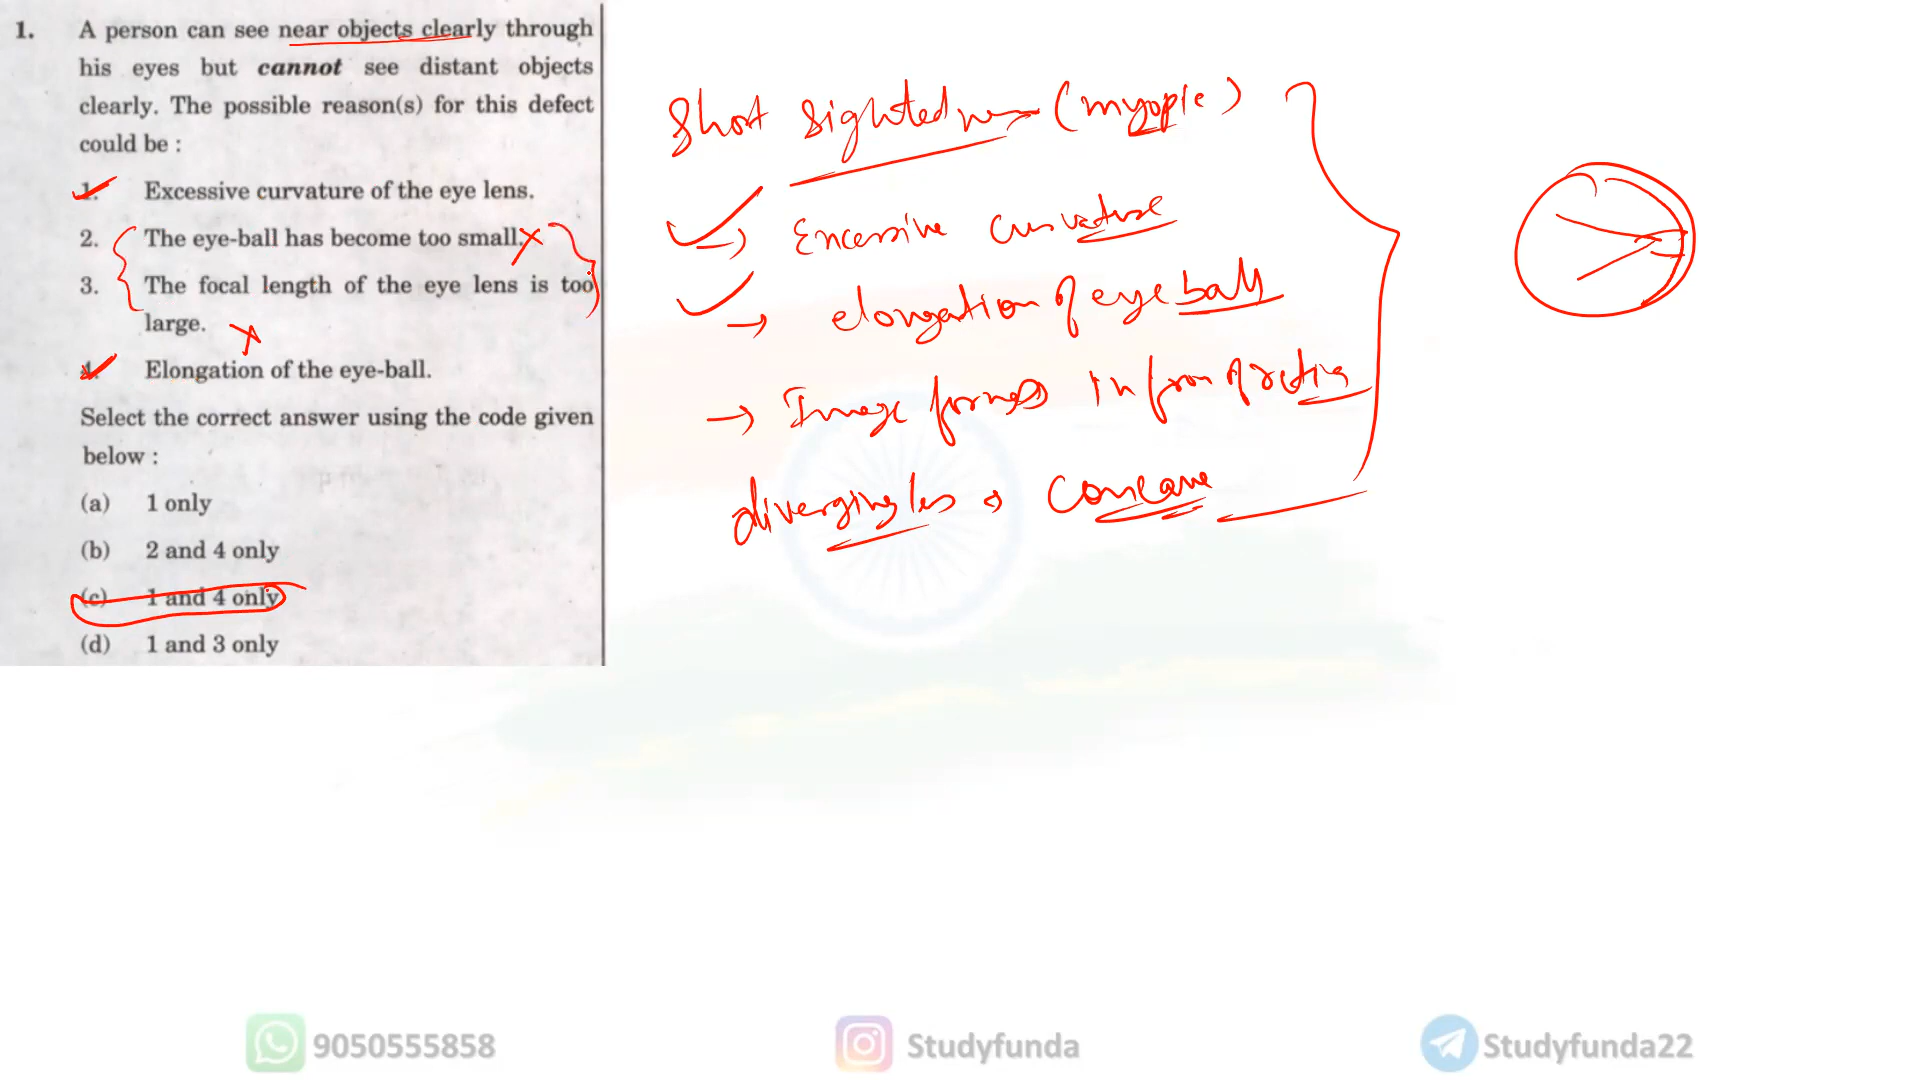 1. A person can see near objects clearly through
his eyes but cannot see distant objects
clearly. The possible reason(s) for this defect
could be :
1. Excessive curvature of the eye lens.
2. The eye-ball has become too small.
3. The focal length of the eye lens is too
large.
4. Elongation of the eye-ball.
Select the correct answer using the code given
below :
(a) 1 only
(b) 2 and 4 only
(c) 1 and 4 only
(d) 1 and 3 only
Short sightedness (myopic)
→ Excessive curvature
→ elongation of eye ball
→ Image forms in fron of retina
diverging les, concave
9050555858
Studyfunda
Studyfunda22